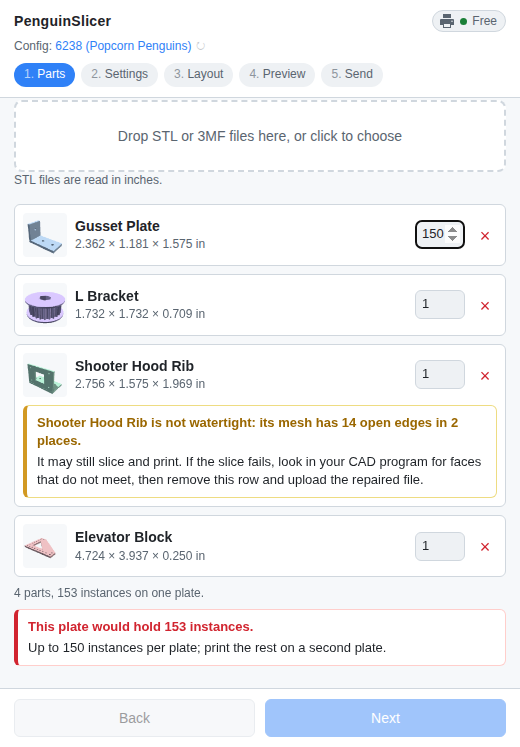 PenguinSlicer
Free
Config: 6238 (Popcorn Penguins)
1. Parts
2. Settings
3. Layout
4. Preview
5. Send
Drop STL or 3MF files here, or click to choose
STL files are read in inches.
Gusset Plate
2.362 × 1.181 × 1.575 in
150
×
L Bracket
1.732 × 1.732 × 0.709 in
1
×
Shooter Hood Rib
2.756 × 1.575 × 1.969 in
1
×
Shooter Hood Rib is not watertight: its mesh has 14 open edges in 2
places.
It may still slice and print. If the slice fails, look in your CAD program for faces
that do not meet, then remove this row and upload the repaired file.
Elevator Block
4.724 × 3.937 × 0.250 in
1
×
4 parts, 153 instances on one plate.
This plate would hold 153 instances.
Up to 150 instances per plate; print the rest on a second plate.
Back
Next